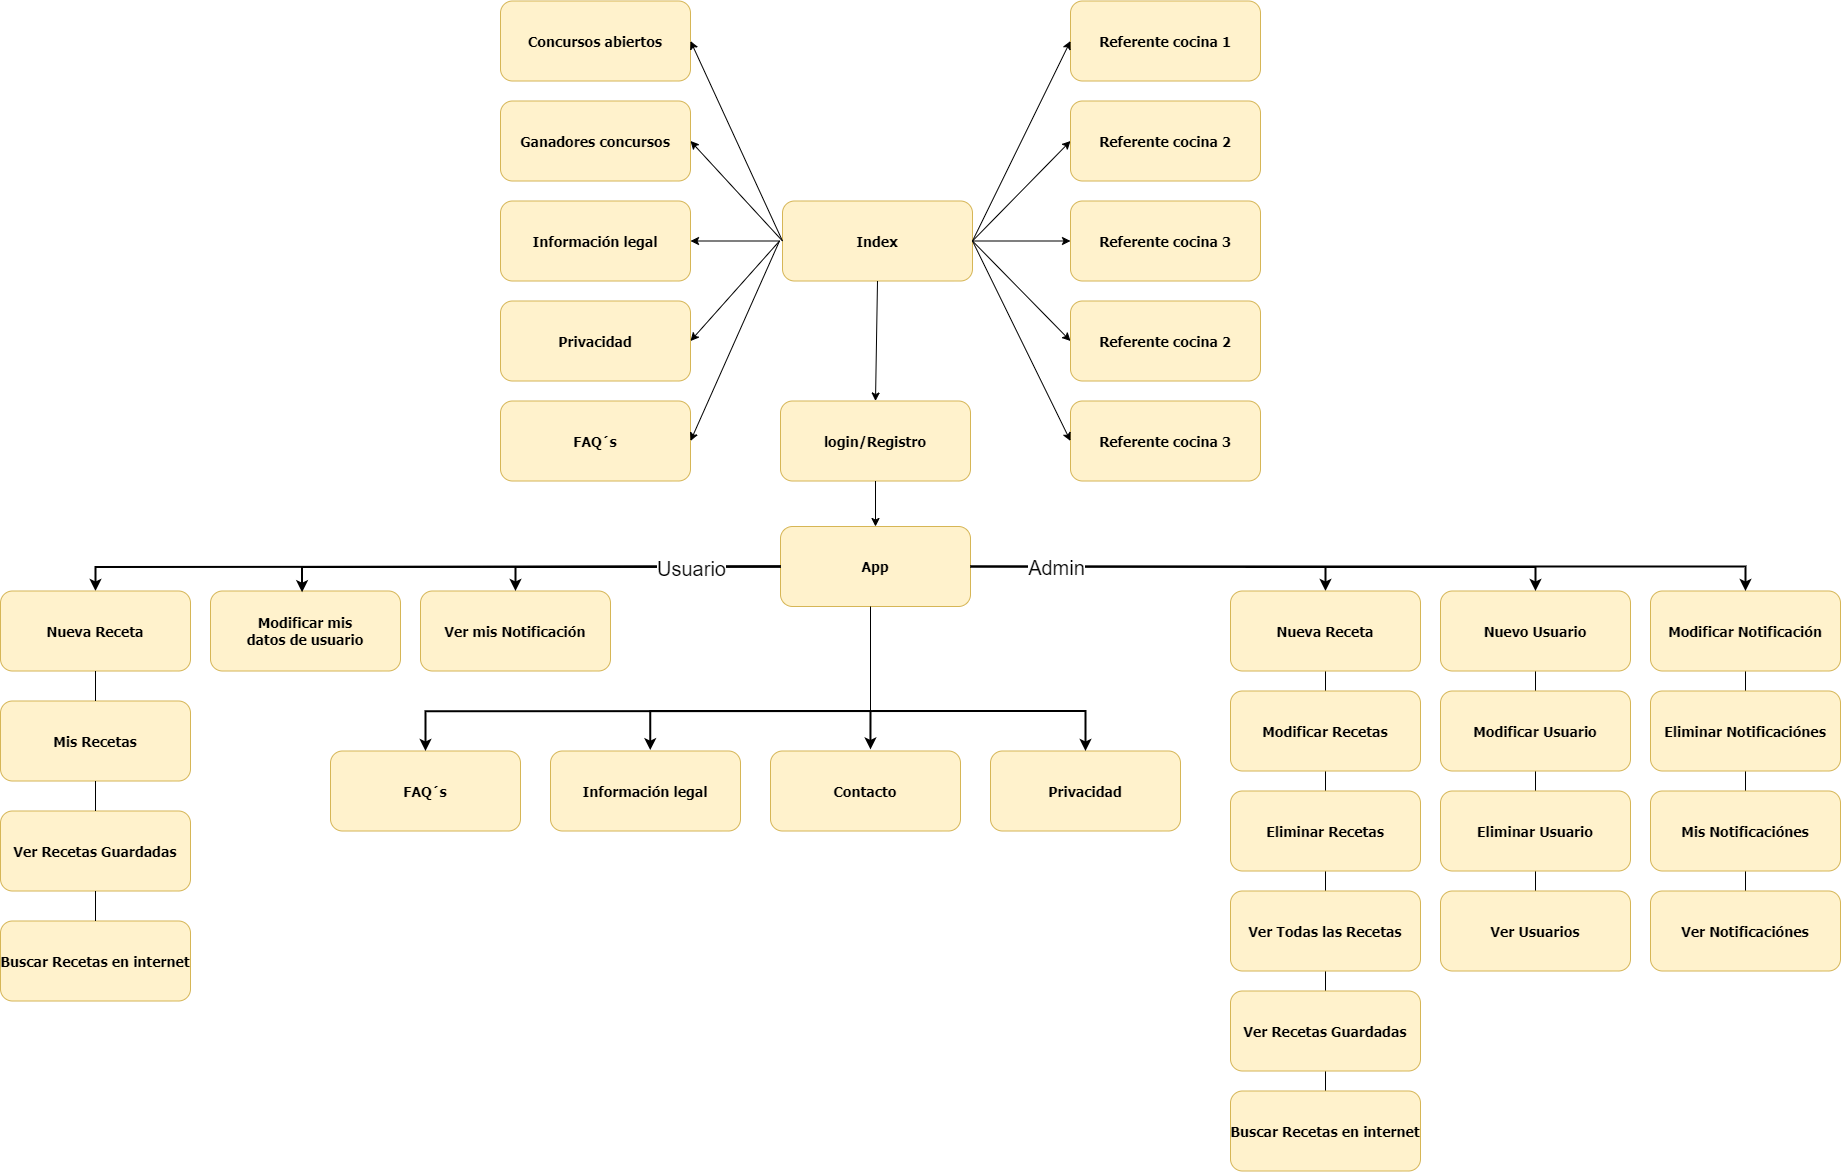 Concursos abiertos
Referente cocina 1
Ganadores concursos
Referente cocina 2
Información legal
Index
Referente cocina 3
Privacidad
Referente cocina 2
FAQ´s
login/Registro
Referente cocina 3
Usuario
App
Admin
Nueva Receta
Modificar mis
datos de usuario
Ver mis Notificación
Nueva Receta
Nuevo Usuario
Modificar Notificación
Mis Recetas
Modificar Recetas
Modificar Usuario
Eliminar Notificaciónes
FAQ´s
Información legal
Contacto
Privacidad
Ver Recetas Guardadas
Eliminar Recetas
Eliminar Usuario
Mis Notificaciónes
Buscar Recetas en internet
Ver Todas las Recetas
Ver Usuarios
Ver Notificaciónes
Ver Recetas Guardadas
Buscar Recetas en internet